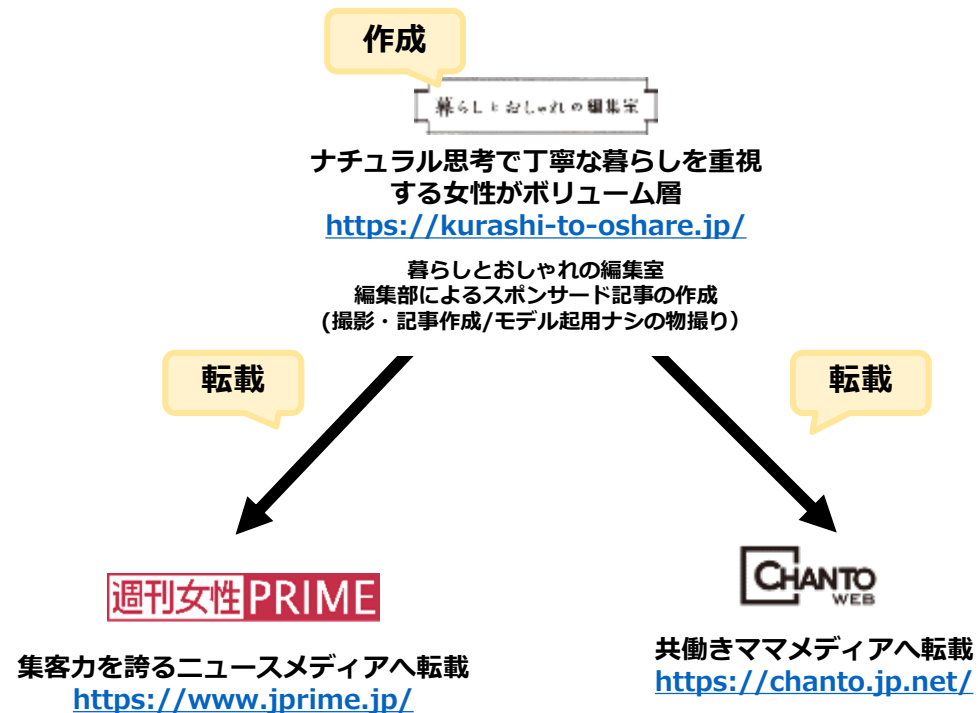 作成
暮らしとおしゃれの編集室
ナチュラル思考で丁寧な暮らしを重視
する女性がボリューム層
https://kurashi-to-oshare.jp/
暮らしとおしゃれの編集室
編集部によるスポンサード記事の作成
(撮影・記事作成/モデル起用ナシの物撮り）
転載
転載
週刊女性PRIME
集客力を誇るニュースメディアへ転載
https://www.jprime.jp/
CHANTO
WEB
共働きママメディアへ転載
https://chanto.jp.net/